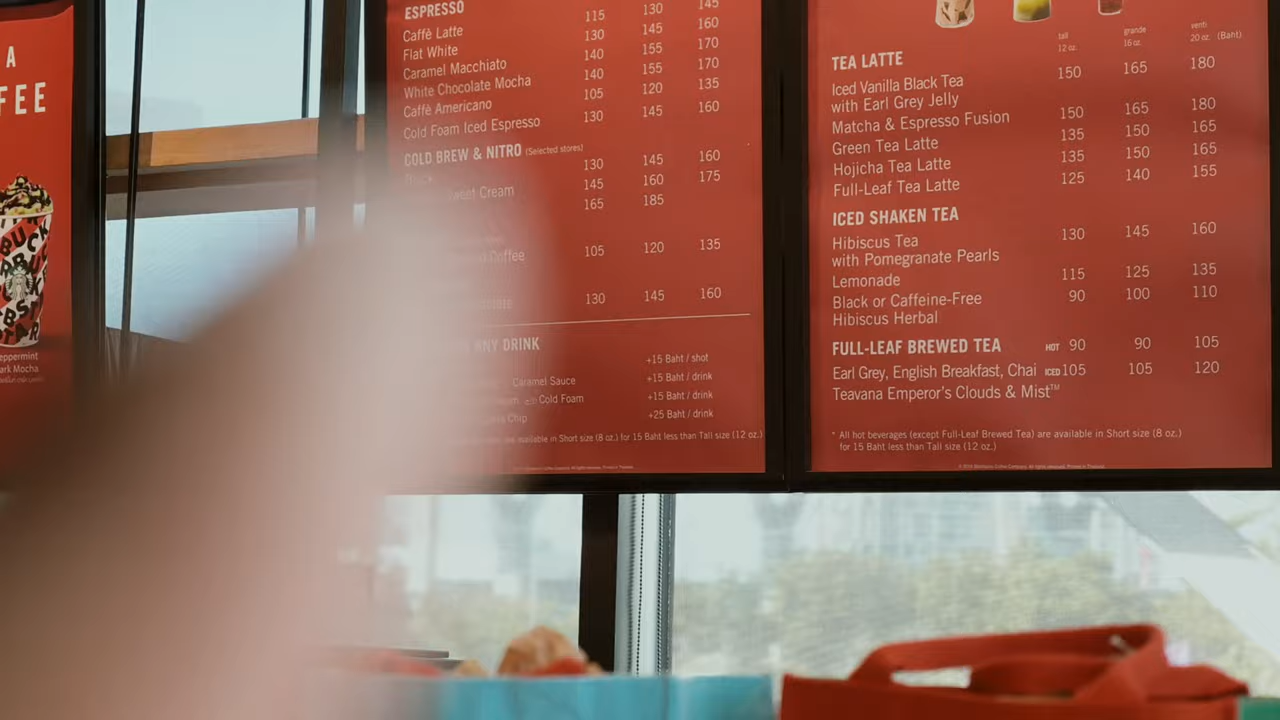 A
FEE
eppermint
ark Mocha
ESPRESSO 115 130 145
Caffè Latte 130 145 160
Flat White 140 155 170
Caramel Macchiato 140 155 170
White Chocolate Mocha 105 120 135
Caffè Americano 130 145 160
Cold Foam Iced Espresso
COLD BREW & NITRO (Selected stores)
130 145 160
Cream 145 160 175
165 185
Coffee 105 120 135
130 145 160
ANY DRINK
+15 Baht / shot
Caramel Sauce +15 Baht / drink
Cold Foam +15 Baht / drink
Chip +25 Baht / drink
available in Short size (8 oz.) for 15 Baht less than Tall size (12 oz.)
tall grande venti
12 oz. 16 oz. 20 oz. (Baht)
TEA LATTE
Iced Vanilla Black Tea 150 165 180
with Earl Grey Jelly
Matcha & Espresso Fusion 150 165 180
Green Tea Latte 135 150 165
Hojicha Tea Latte 135 150 165
Full-Leaf Tea Latte 125 140 155
ICED SHAKEN TEA
Hibiscus Tea 130 145 160
with Pomegranate Pearls
Lemonade 115 125 135
Black or Caffeine-Free 90 100 110
Hibiscus Herbal
FULL-LEAF BREWED TEA HOT 90 90 105
Earl Grey, English Breakfast, Chai ICED 105 105 120
Teavana Emperor's Clouds & Mist™
* All hot beverages (except Full-Leaf Brewed Tea) are available in Short size (8 oz.)
for 15 Baht less than Tall size (12 oz.)